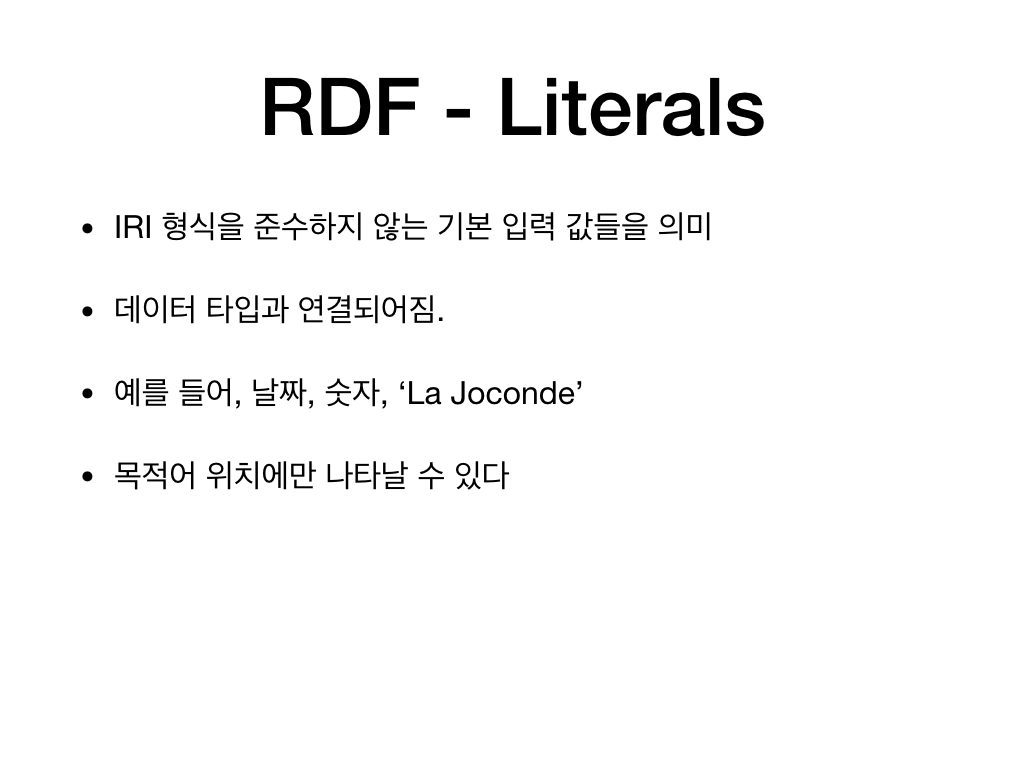 RDF - Literals
• IRI 형식을 준수하지 않는 기본 입력 값들을 의미
• 데이터 타입과 연결되어짐.
• 예를 들어, 날짜, 숫자, ‘La Joconde’
• 목적어 위치에만 나타날 수 있다